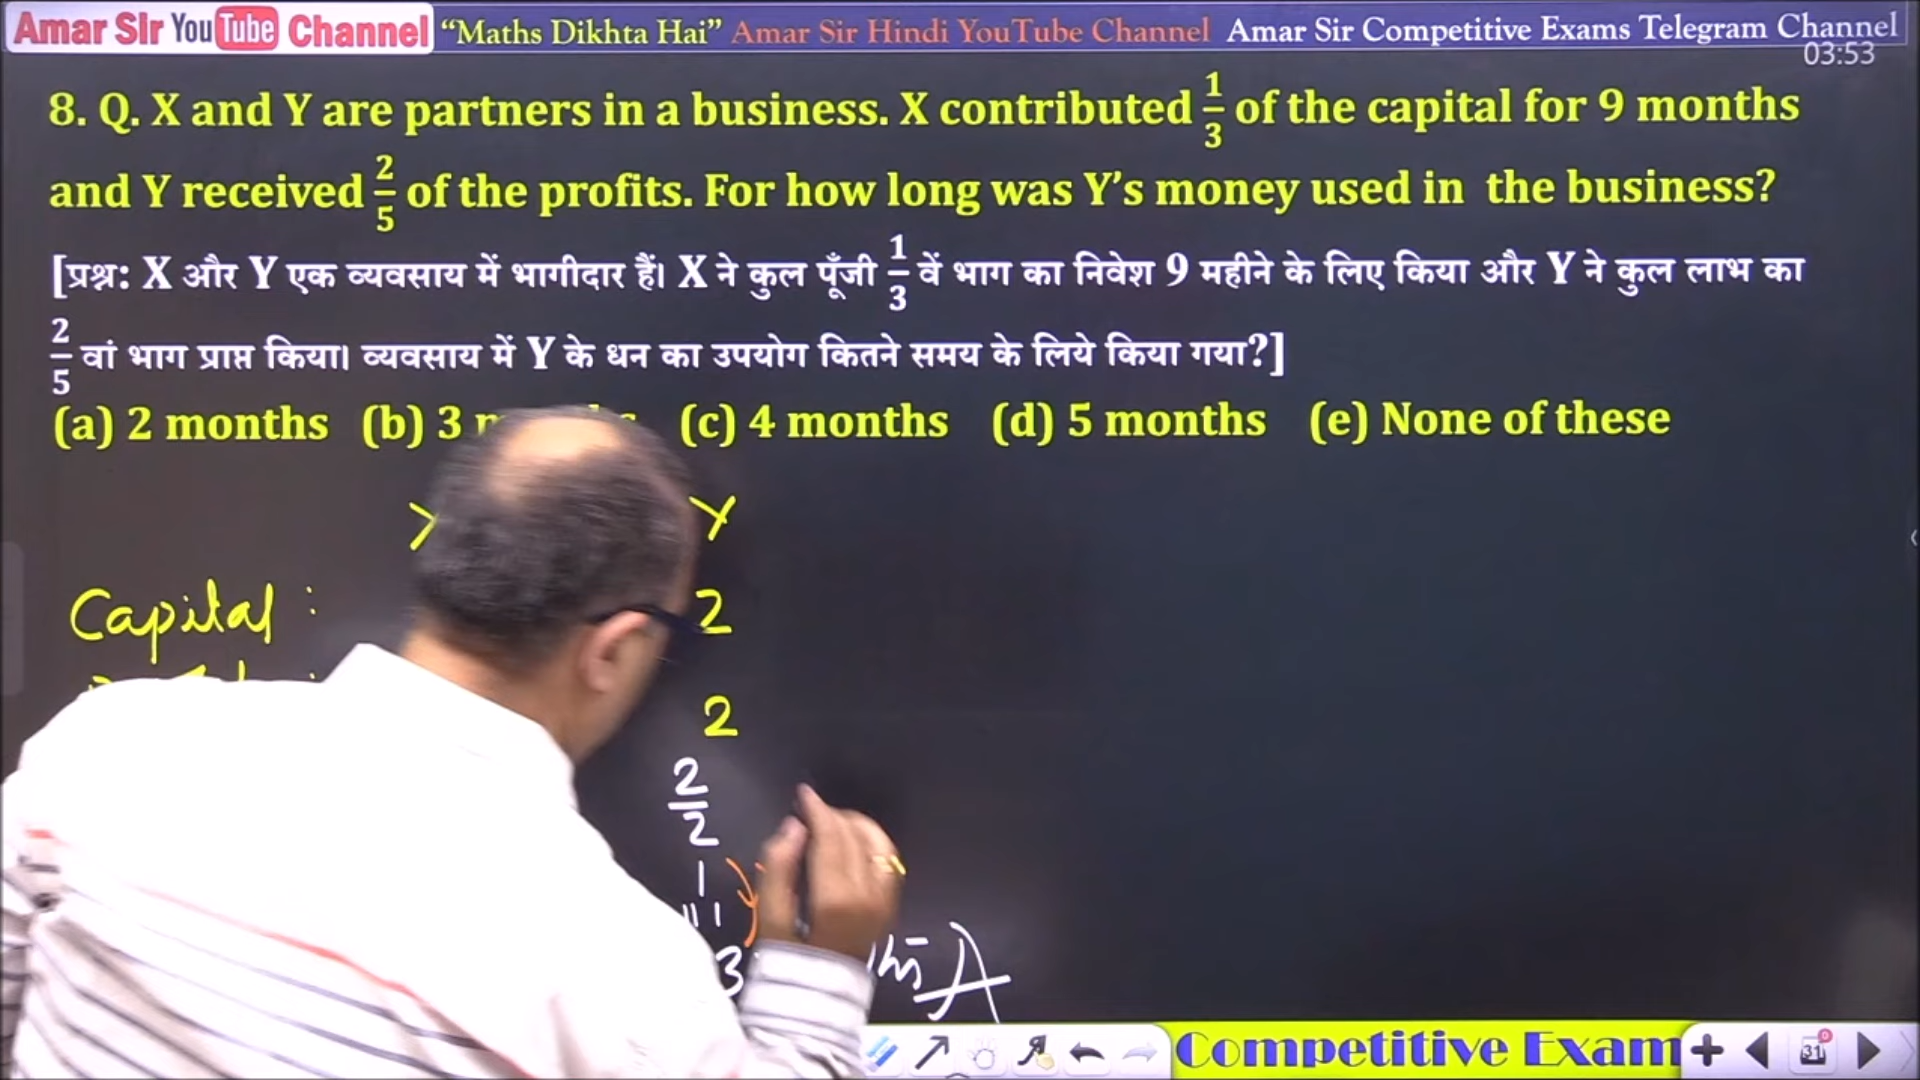 Amar Sir YouTube Channel "Maths Dikhta Hai" Amar Sir Hindi YouTube Channel Amar Sir Competitive Exams Telegram Channel
03:53
8. Q. X and Y are partners in a business. X contributed 1/3 of the capital for 9 months
and Y received 2/5 of the profits. For how long was Y's money used in the business?
[प्रश्न: X और Y एक व्यवसाय में भागीदार हैं। X ने कुल पूँजी 1/3 वें भाग का निवेश 9 महीने के लिए किया और Y ने कुल लाभ का
2/5 वां भाग प्राप्त किया। व्यवसाय में Y के धन का उपयोग कितने समय के लिये किया गया?]
(a) 2 months (b) 3 (c) 4 months (d) 5 months (e) None of these
Y
Capital : 2
2
2/2
1
3
Competitive Exam
31